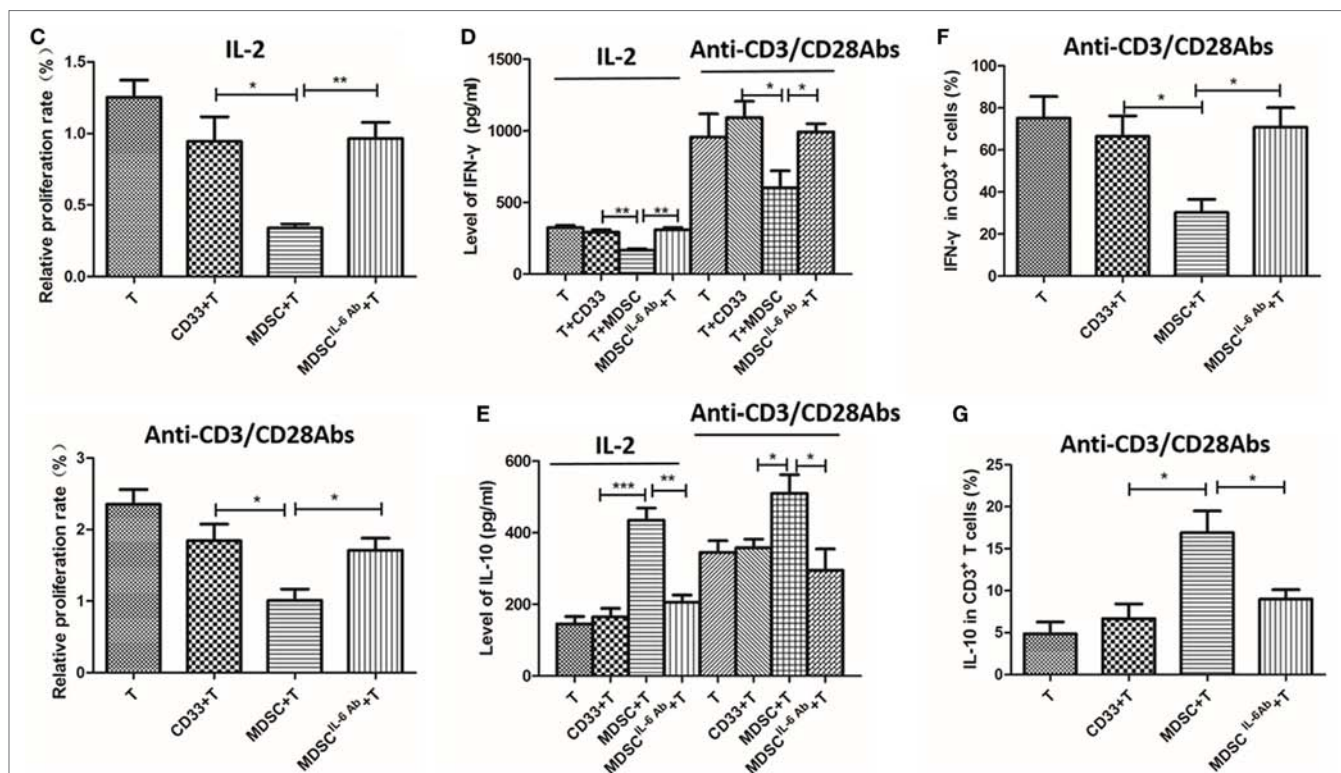 C
IL-2
Relative proliferation rate (%)
1.5
1.0
0.5
0.0
*
**
T
CD33+T
MDSC+T
MDSC^IL-6 Ab+T
Anti-CD3/CD28Abs
Relative proliferation rate (%)
3
2
1
0
*
*
T
CD33+T
MDSC+T
MDSC^IL-6 Ab+T
D
IL-2
Anti-CD3/CD28Abs
Level of IFN-γ (pg/ml)
1500
1000
500
0
**
**
*
*
T
T+CD33
T+MDSC
MDSC^IL-6 Ab+T
T
T+CD33
T+MDSC
MDSC^IL-6 Ab+T
E
IL-2
Anti-CD3/CD28Abs
Level of IL-10 (pg/ml)
600
400
200
0
***
**
*
*
T
CD33+T
MDSC+T
MDSC^IL-6 Ab+T
T
CD33+T
MDSC+T
MDSC^IL-6 Ab+T
F
Anti-CD3/CD28Abs
IFN-γ in CD3⁺ T cells (%)
100
80
60
40
20
0
*
*
T
CD33+T
MDSC+T
MDSC^IL-6 Ab+T
G
Anti-CD3/CD28Abs
IL-10 in CD3⁺ T cells (%)
25
20
15
10
5
0
*
*
T
CD33+T
MDSC+T
MDSC^IL-6Ab+T